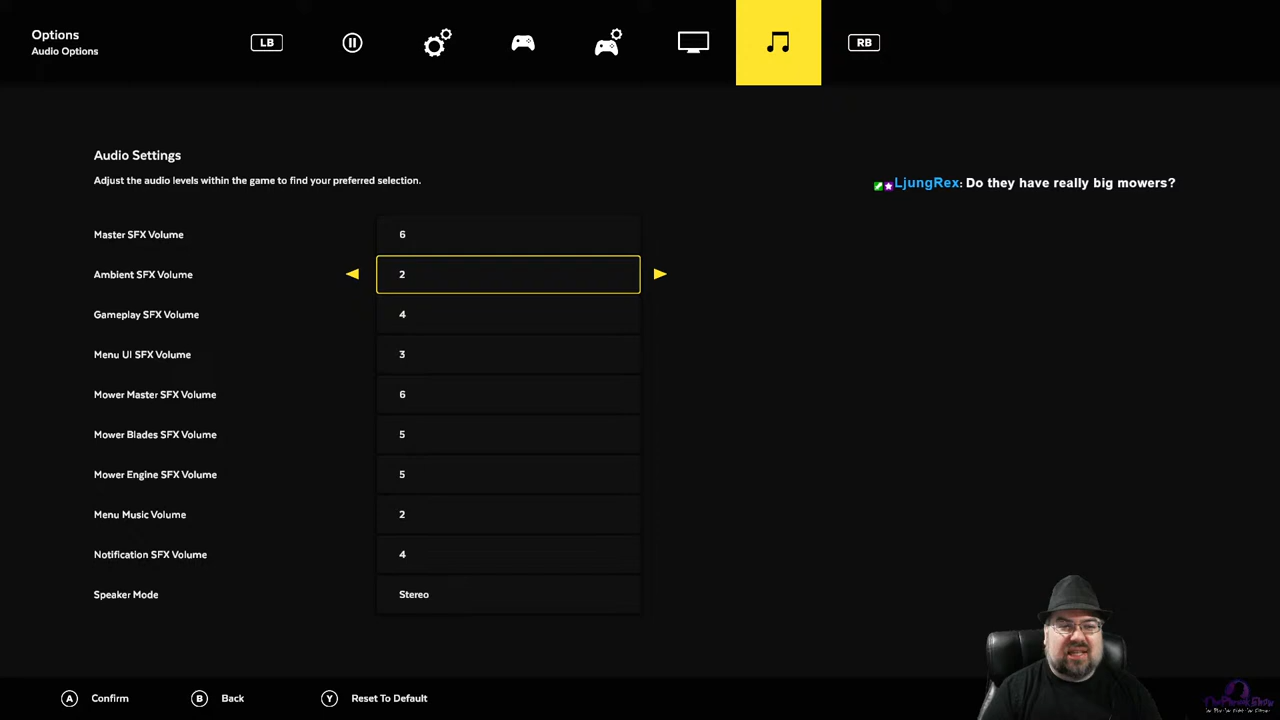 Options
Audio Options
LB
RB
Audio Settings
Adjust the audio levels within the game to find your preferred selection.
LjungRex: Do they have really big mowers?
Master SFX Volume 6
Ambient SFX Volume 2
Gameplay SFX Volume 4
Menu UI SFX Volume 3
Mower Master SFX Volume 6
Mower Blades SFX Volume 5
Mower Engine SFX Volume 5
Menu Music Volume 2
Notification SFX Volume 4
Speaker Mode Stereo
A Confirm B Back Y Reset To Default